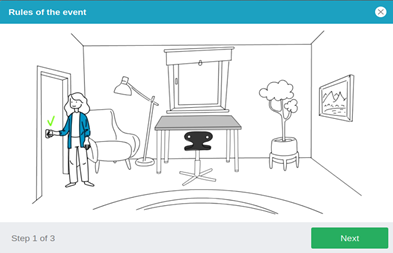 Rules of the event
Step 1 of 3
Next